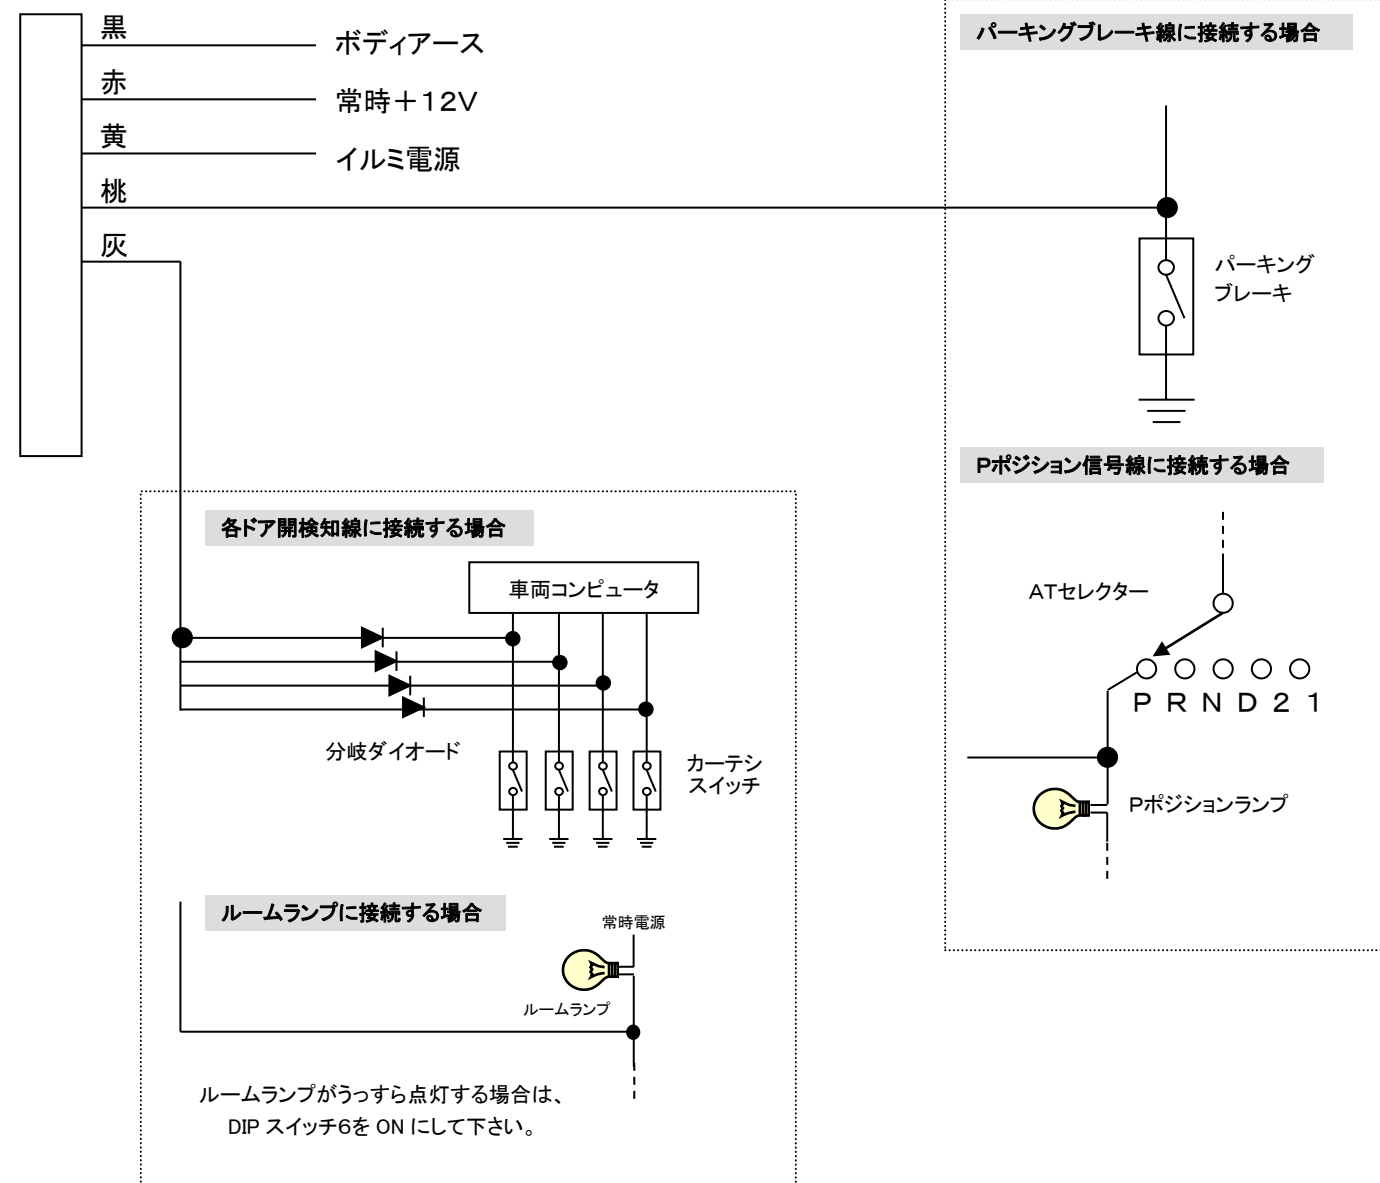 黒
ボディアース
赤
常時＋１２Ｖ
黄
イルミ電源
桃
灰
パーキングブレーキ線に接続する場合
パーキング
ブレーキ
Ｐポジション信号線に接続する場合
ＡＴセレクター
Ｐ Ｒ Ｎ Ｄ ２ １
Ｐポジションランプ
各ドア開検知線に接続する場合
車両コンピュータ
分岐ダイオード
カーテシ
スイッチ
ルームランプに接続する場合
常時電源
ルームランプ
ルームランプがうっすら点灯する場合は、
DIP スイッチ６を ON にして下さい。